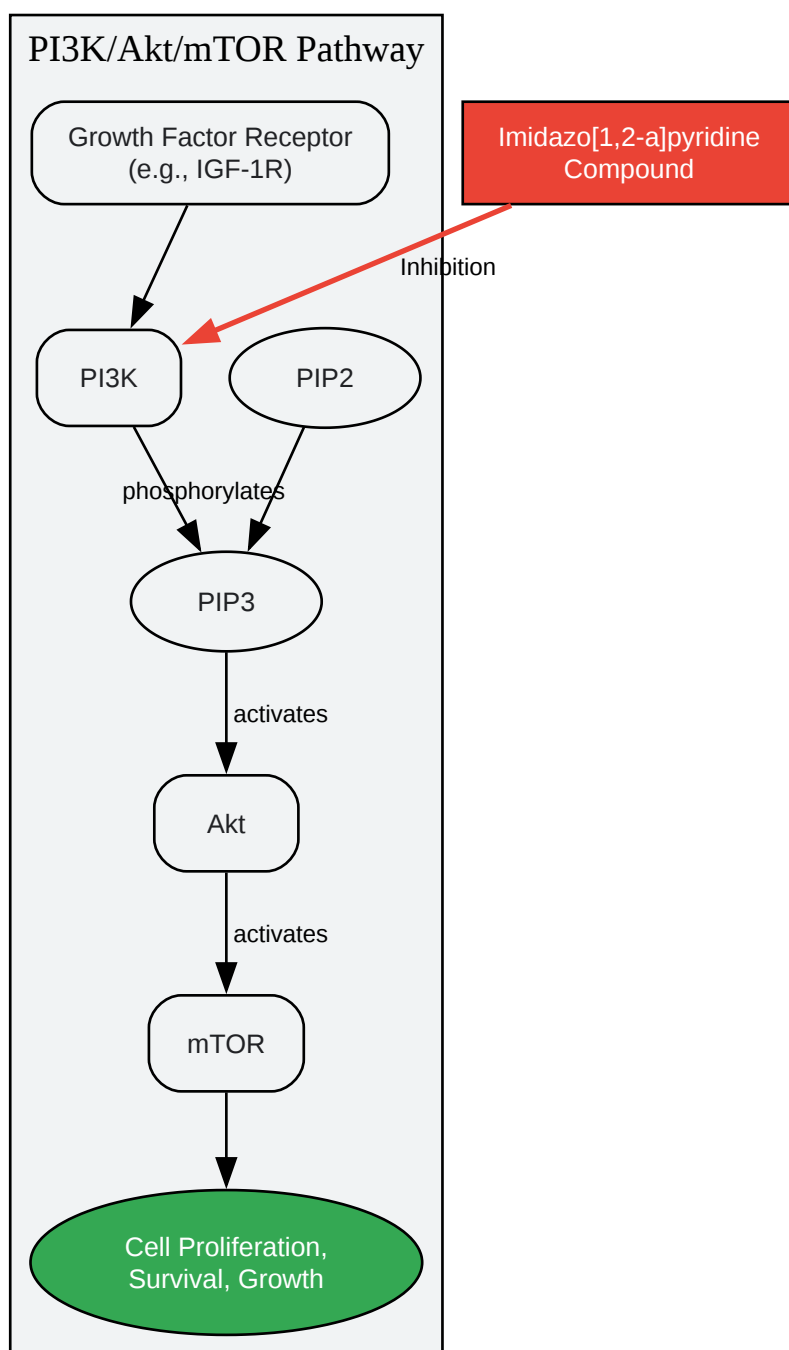 PI3K/Akt/mTOR Pathway
Growth Factor Receptor
(e.g., IGF-1R)
Imidazo[1,2-a]pyridine
Compound
Inhibition
PI3K
PIP2
phosphorylates
PIP3
activates
Akt
activates
mTOR
Cell Proliferation,
Survival, Growth